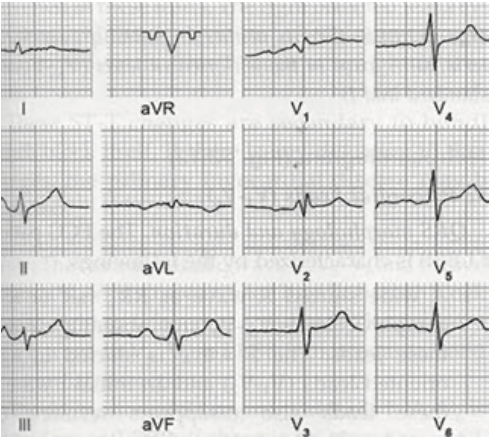 I aVR V₁ V₄
II aVL V₂ V₅
III aVF V₃ V₆